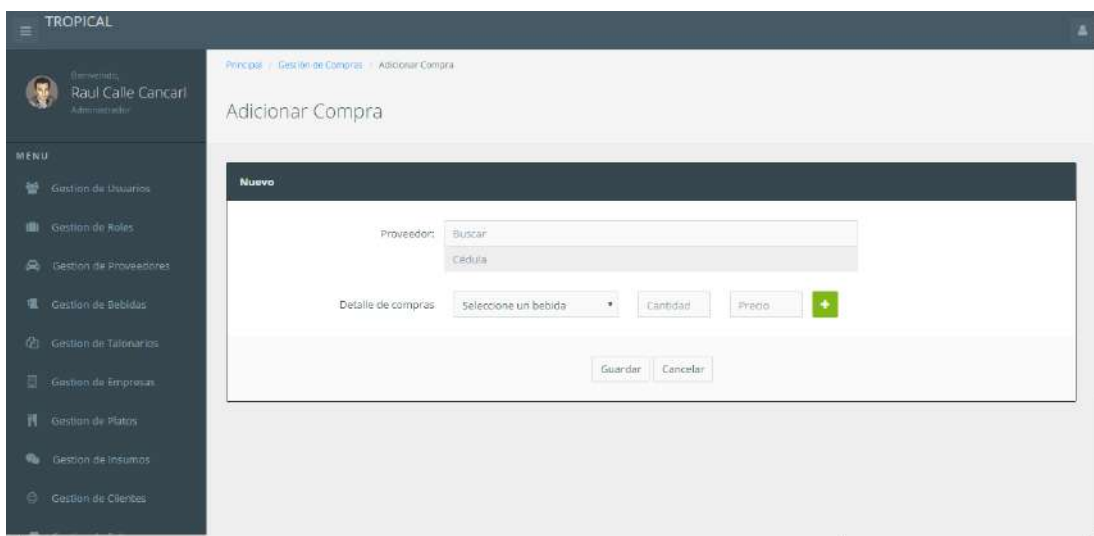 TROPICAL
Bienvenido,
Raul Calle Cancari
Administrador
MENU
Gestion de Usuarios
Gestion de Roles
Gestion de Proveedores
Gestion de Bebidas
Gestion de Talonarios
Gestion de Empresas
Gestion de Platos
Gestion de Insumos
Gestion de Clientes
Principal / Gestión de Compras / Adicionar Compra
Adicionar Compra
Nuevo
Proveedor: Buscar
Cedula
Detalle de compras Seleccione un bebida Cantidad Precio +
Guardar Cancelar